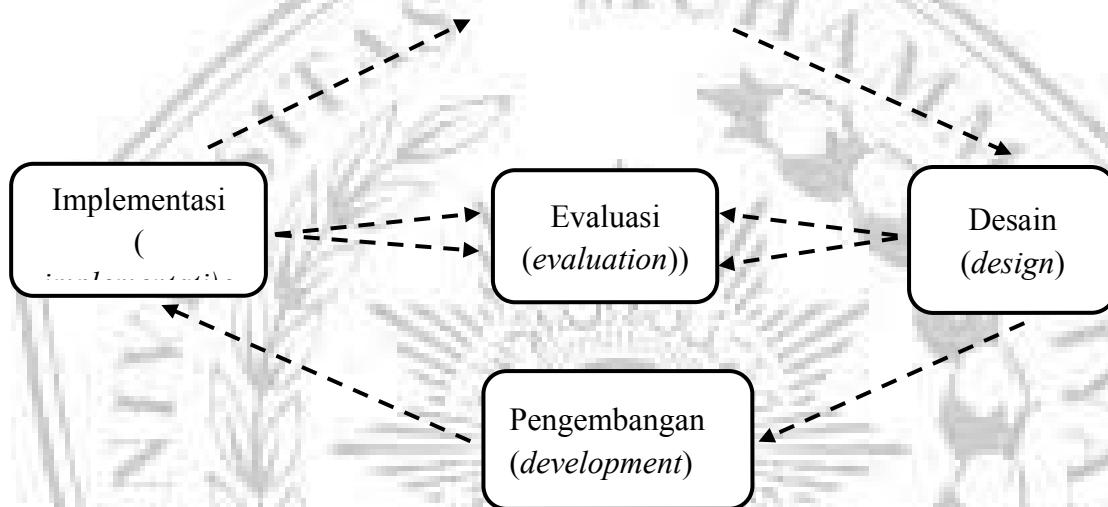 Implementasi
(
Evaluasi
(evaluation))
Desain
(design)
Pengembangan
(development)